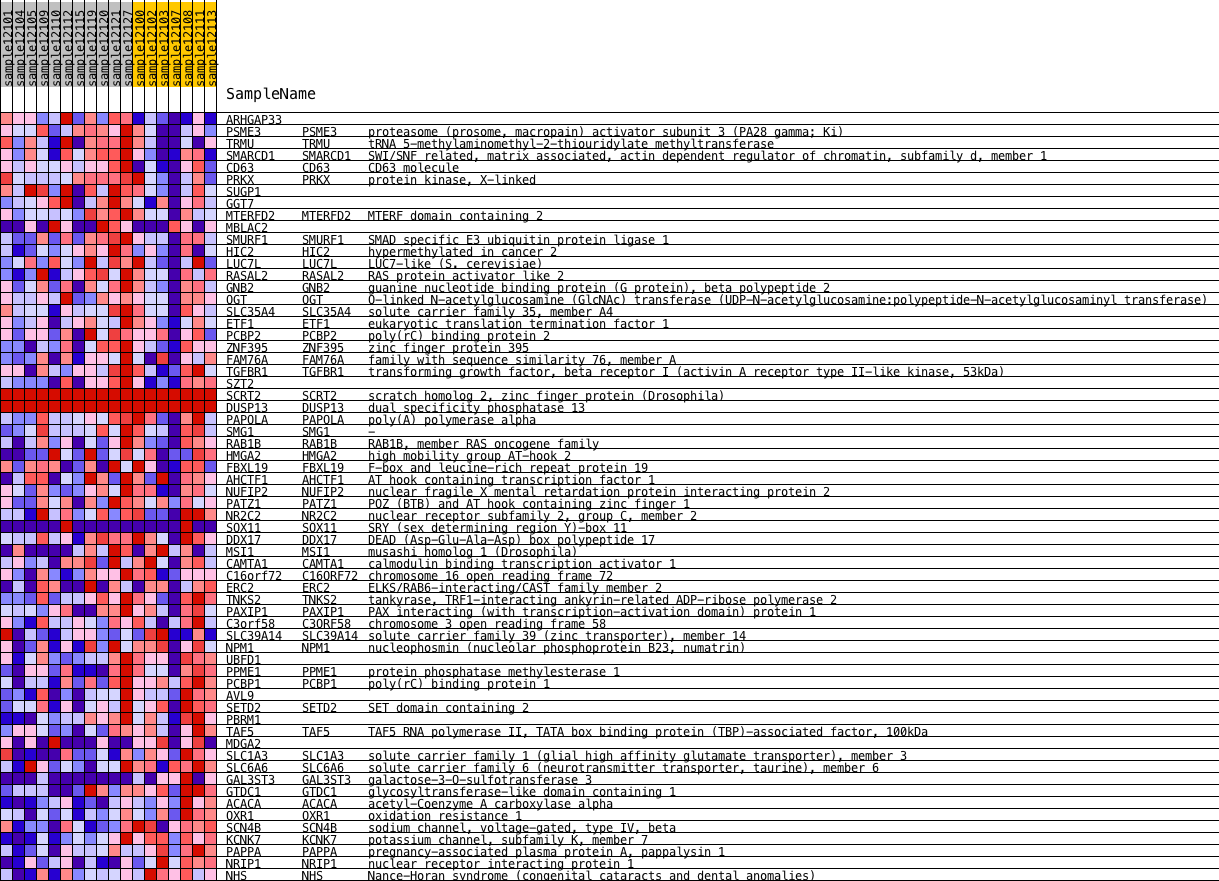 sample12101
sample12104
sample12105
sample12109
sample12110
sample12112
sample12115
sample12119
sample12120
sample12121
sample12127
sample12100
sample12102
sample12103
sample12107
sample12108
sample12111
sample12113
SampleName
ARHGAP33
PSME3 PSME3 proteasome (prosome, macropain) activator subunit 3 (PA28 gamma; Ki)
TRMU TRMU tRNA 5-methylaminomethyl-2-thiouridylate methyltransferase
SMARCD1 SMARCD1 SWI/SNF related, matrix associated, actin dependent regulator of chromatin, subfamily d, member 1
CD63 CD63 CD63 molecule
PRKX PRKX protein kinase, X-linked
SUGP1
GGT7
MTERFD2 MTERFD2 MTERF domain containing 2
MBLAC2
SMURF1 SMURF1 SMAD specific E3 ubiquitin protein ligase 1
HIC2 HIC2 hypermethylated in cancer 2
LUC7L LUC7L LUC7-like (S. cerevisiae)
RASAL2 RASAL2 RAS protein activator like 2
GNB2 GNB2 guanine nucleotide binding protein (G protein), beta polypeptide 2
OGT OGT O-linked N-acetylglucosamine (GlcNAc) transferase (UDP-N-acetylglucosamine:polypeptide-N-acetylglucosaminyl transferase)
SLC35A4 SLC35A4 solute carrier family 35, member A4
ETF1 ETF1 eukaryotic translation termination factor 1
PCBP2 PCBP2 poly(rC) binding protein 2
ZNF395 ZNF395 zinc finger protein 395
FAM76A FAM76A family with sequence similarity 76, member A
TGFBR1 TGFBR1 transforming growth factor, beta receptor I (activin A receptor type II-like kinase, 53kDa)
SZT2
SCRT2 SCRT2 scratch homolog 2, zinc finger protein (Drosophila)
DUSP13 DUSP13 dual specificity phosphatase 13
PAPOLA PAPOLA poly(A) polymerase alpha
SMG1 SMG1 -
RAB1B RAB1B RAB1B, member RAS oncogene family
HMGA2 HMGA2 high mobility group AT-hook 2
FBXL19 FBXL19 F-box and leucine-rich repeat protein 19
AHCTF1 AHCTF1 AT hook containing transcription factor 1
NUFIP2 NUFIP2 nuclear fragile X mental retardation protein interacting protein 2
PATZ1 PATZ1 POZ (BTB) and AT hook containing zinc finger 1
NR2C2 NR2C2 nuclear receptor subfamily 2, group C, member 2
SOX11 SOX11 SRY (sex determining region Y)-box 11
DDX17 DDX17 DEAD (Asp-Glu-Ala-Asp) box polypeptide 17
MSI1 MSI1 musashi homolog 1 (Drosophila)
CAMTA1 CAMTA1 calmodulin binding transcription activator 1
C16orf72 C16ORF72 chromosome 16 open reading frame 72
ERC2 ERC2 ELKS/RAB6-interacting/CAST family member 2
TNKS2 TNKS2 tankyrase, TRF1-interacting ankyrin-related ADP-ribose polymerase 2
PAXIP1 PAXIP1 PAX interacting (with transcription-activation domain) protein 1
C3orf58 C3ORF58 chromosome 3 open reading frame 58
SLC39A14 SLC39A14 solute carrier family 39 (zinc transporter), member 14
NPM1 NPM1 nucleophosmin (nucleolar phosphoprotein B23, numatrin)
UBFD1
PPME1 PPME1 protein phosphatase methylesterase 1
PCBP1 PCBP1 poly(rC) binding protein 1
AVL9
SETD2 SETD2 SET domain containing 2
PBRM1
TAF5 TAF5 TAF5 RNA polymerase II, TATA box binding protein (TBP)-associated factor, 100kDa
MDGA2
SLC1A3 SLC1A3 solute carrier family 1 (glial high affinity glutamate transporter), member 3
SLC6A6 SLC6A6 solute carrier family 6 (neurotransmitter transporter, taurine), member 6
GAL3ST3 GAL3ST3 galactose-3-O-sulfotransferase 3
GTDC1 GTDC1 glycosyltransferase-like domain containing 1
ACACA ACACA acetyl-Coenzyme A carboxylase alpha
OXR1 OXR1 oxidation resistance 1
SCN4B SCN4B sodium channel, voltage-gated, type IV, beta
KCNK7 KCNK7 potassium channel, subfamily K, member 7
PAPPA PAPPA pregnancy-associated plasma protein A, pappalysin 1
NRIP1 NRIP1 nuclear receptor interacting protein 1
NHS NHS Nance-Horan syndrome (congenital cataracts and dental anomalies)